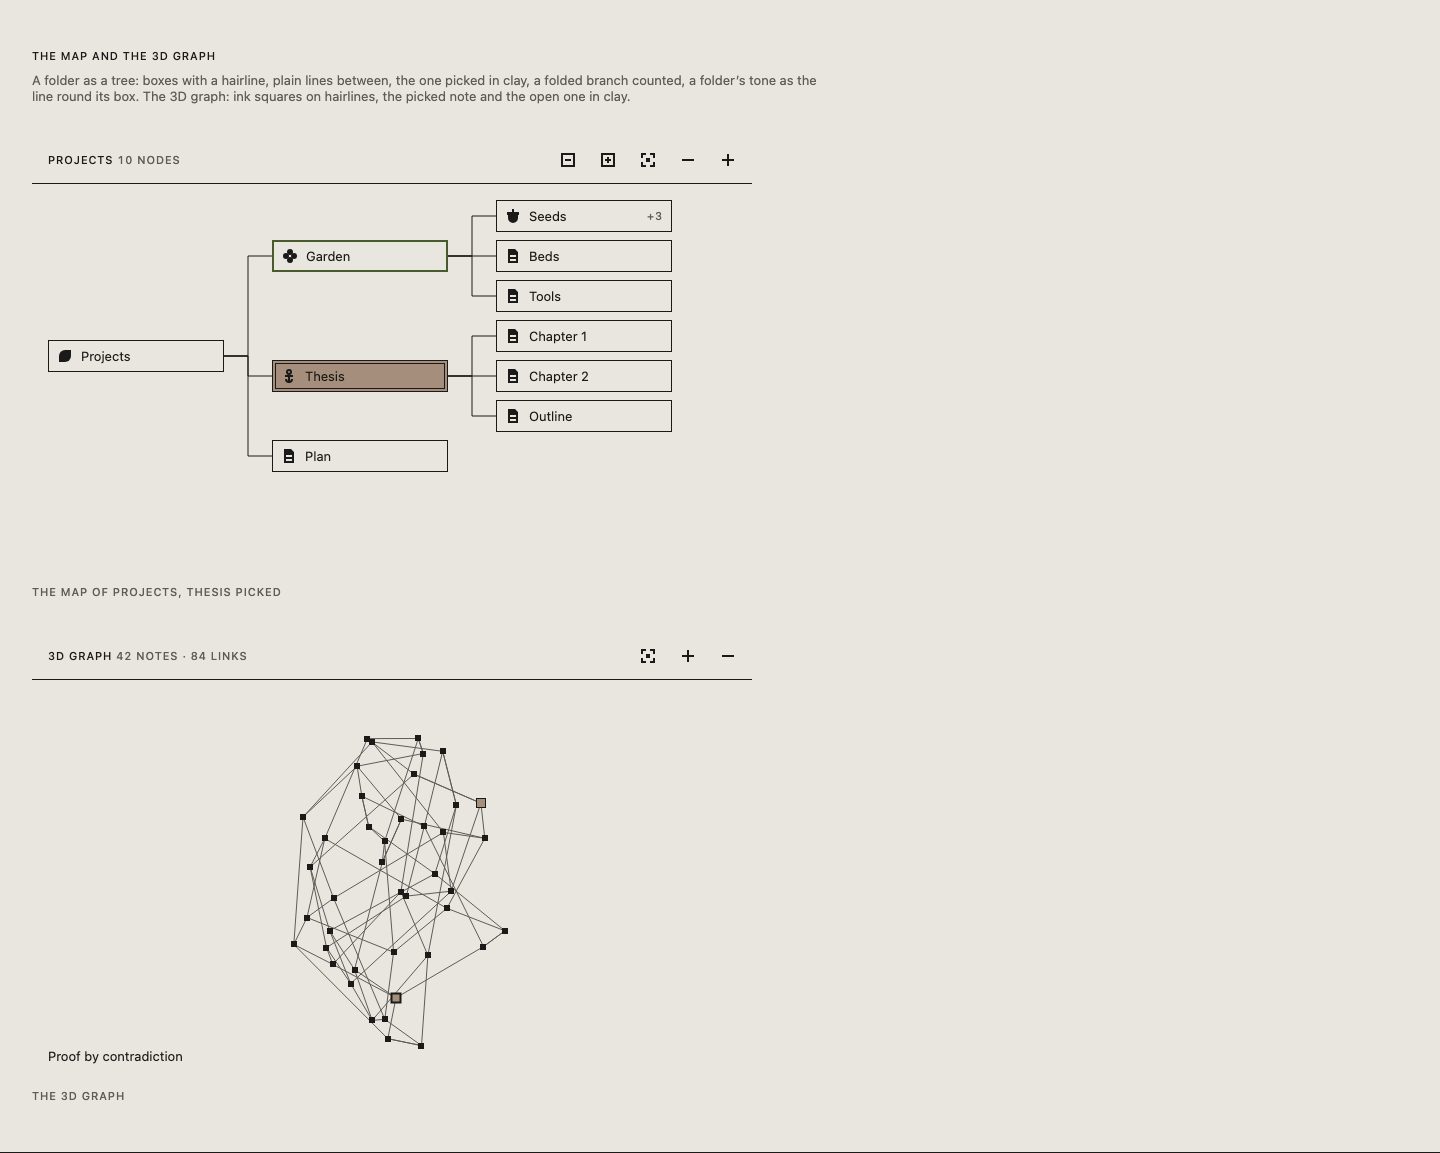 THE MAP AND THE 3D GRAPH
A folder as a tree: boxes with a hairline, plain lines between, the one picked in clay, a folded branch counted, a folder's tone as the
line round its box. The 3D graph: ink squares on hairlines, the picked note and the open one in clay.
PROJECTS 10 NODES
Seeds +3
Garden
Beds
Tools
Chapter 1
Projects
Thesis
Chapter 2
Outline
Plan
THE MAP OF PROJECTS, THESIS PICKED
3D GRAPH 42 NOTES · 84 LINKS
Proof by contradiction
THE 3D GRAPH